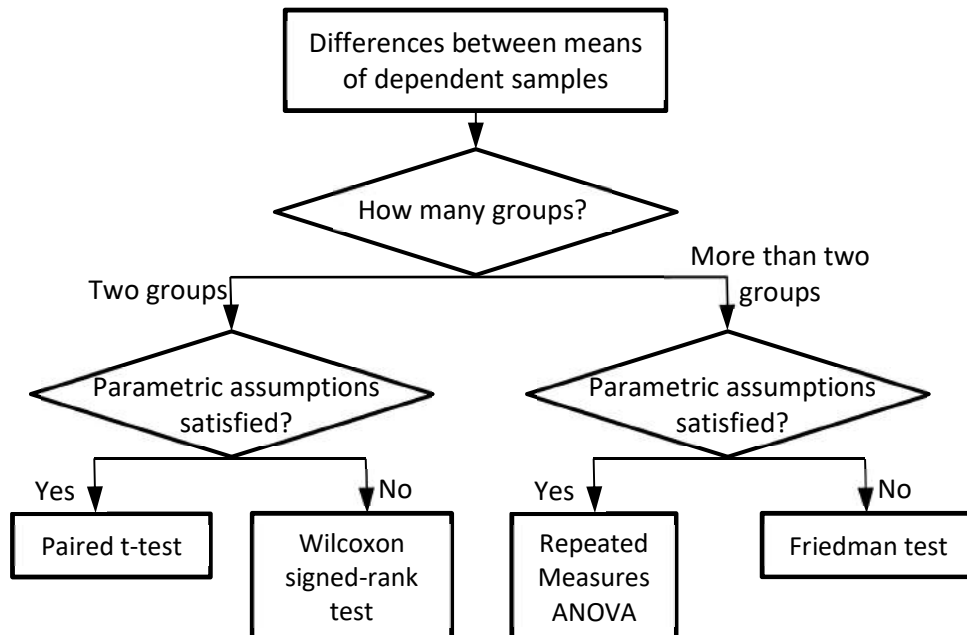 Differences between means
of dependent samples
How many groups?
Two groups
More than two
groups
Parametric assumptions
satisfied?
Parametric assumptions
satisfied?
Yes
No
Yes
No
Paired t-test
Wilcoxon
signed-rank
test
Repeated
Measures
ANOVA
Friedman test